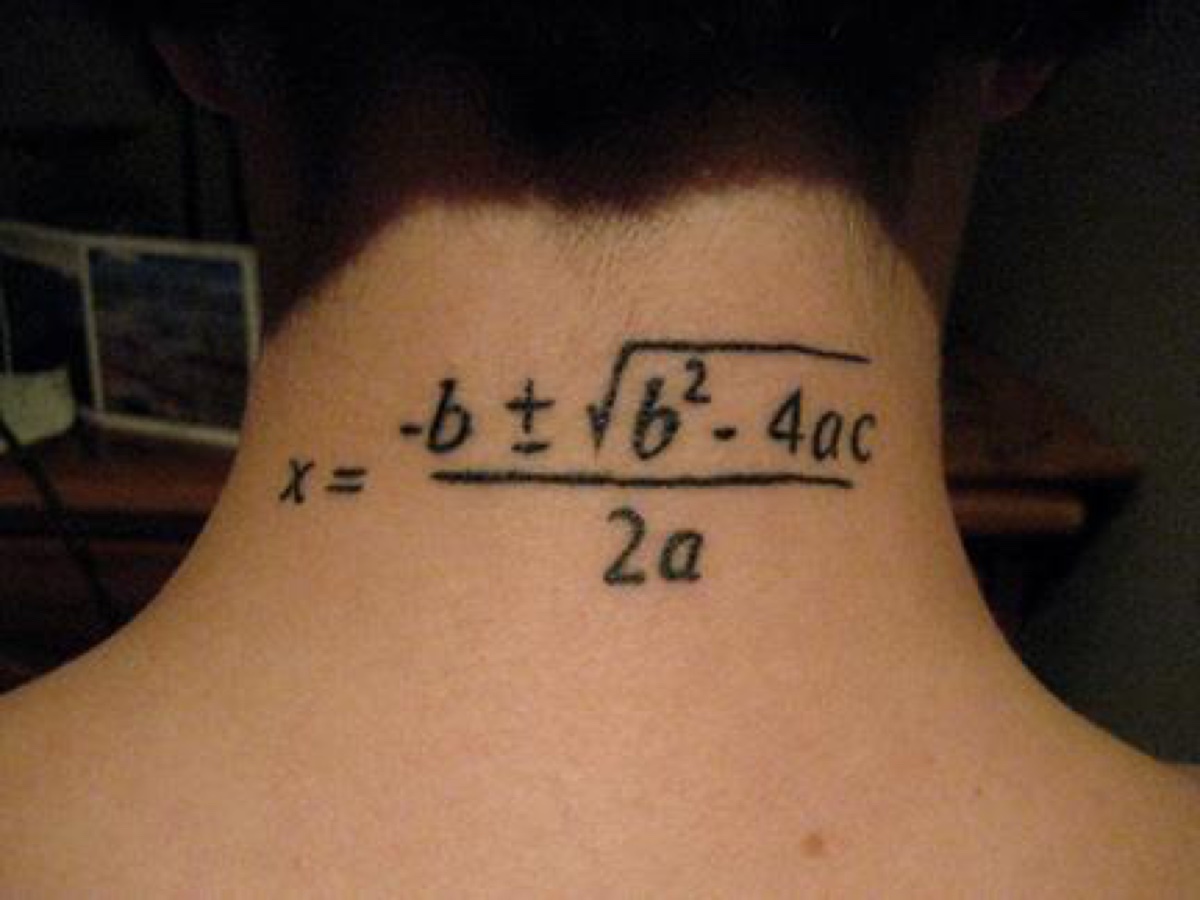 x = -b ± √b² - 4ac
2a